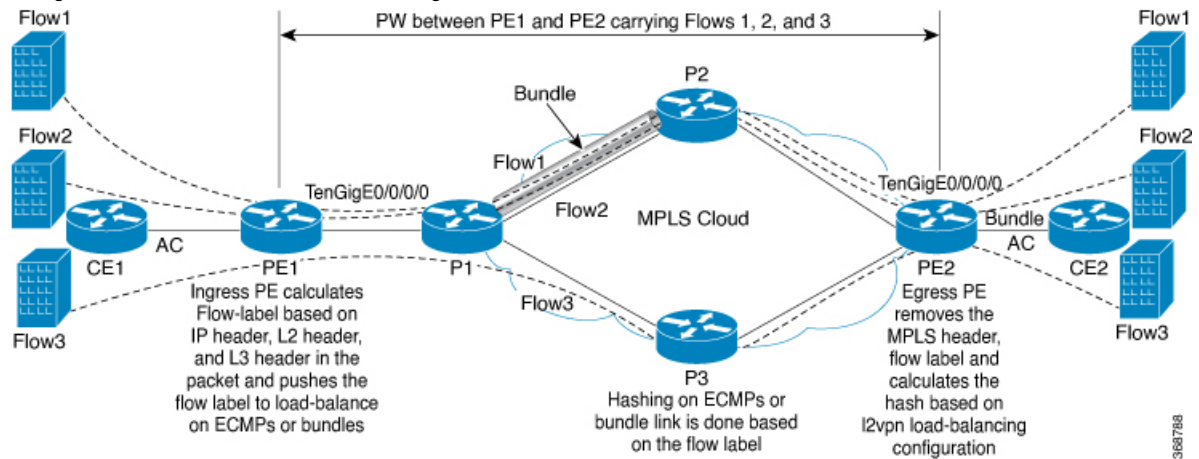 PW between PE1 and PE2 carrying Flows 1, 2, and 3
Flow1
Flow1
P2
Bundle
Flow2
Flow1
Flow2
TenGigE0/0/0/0
Flow2
TenGigE0/0/0/0
MPLS Cloud
Bundle
AC
AC
CE1
PE1
P1
PE2
CE2
Flow3
Flow3
Flow3
P3
Ingress PE calculates
Flow-label based on
IP header, L2 header,
and L3 header in the
packet and pushes the
flow label to load-balance
on ECMPs or bundles
Hashing on ECMPs or
bundle link is done based
on the flow label
Egress PE
removes the
MPLS header,
flow label and
calculates the
hash based on
l2vpn load-balancing
configuration
368788